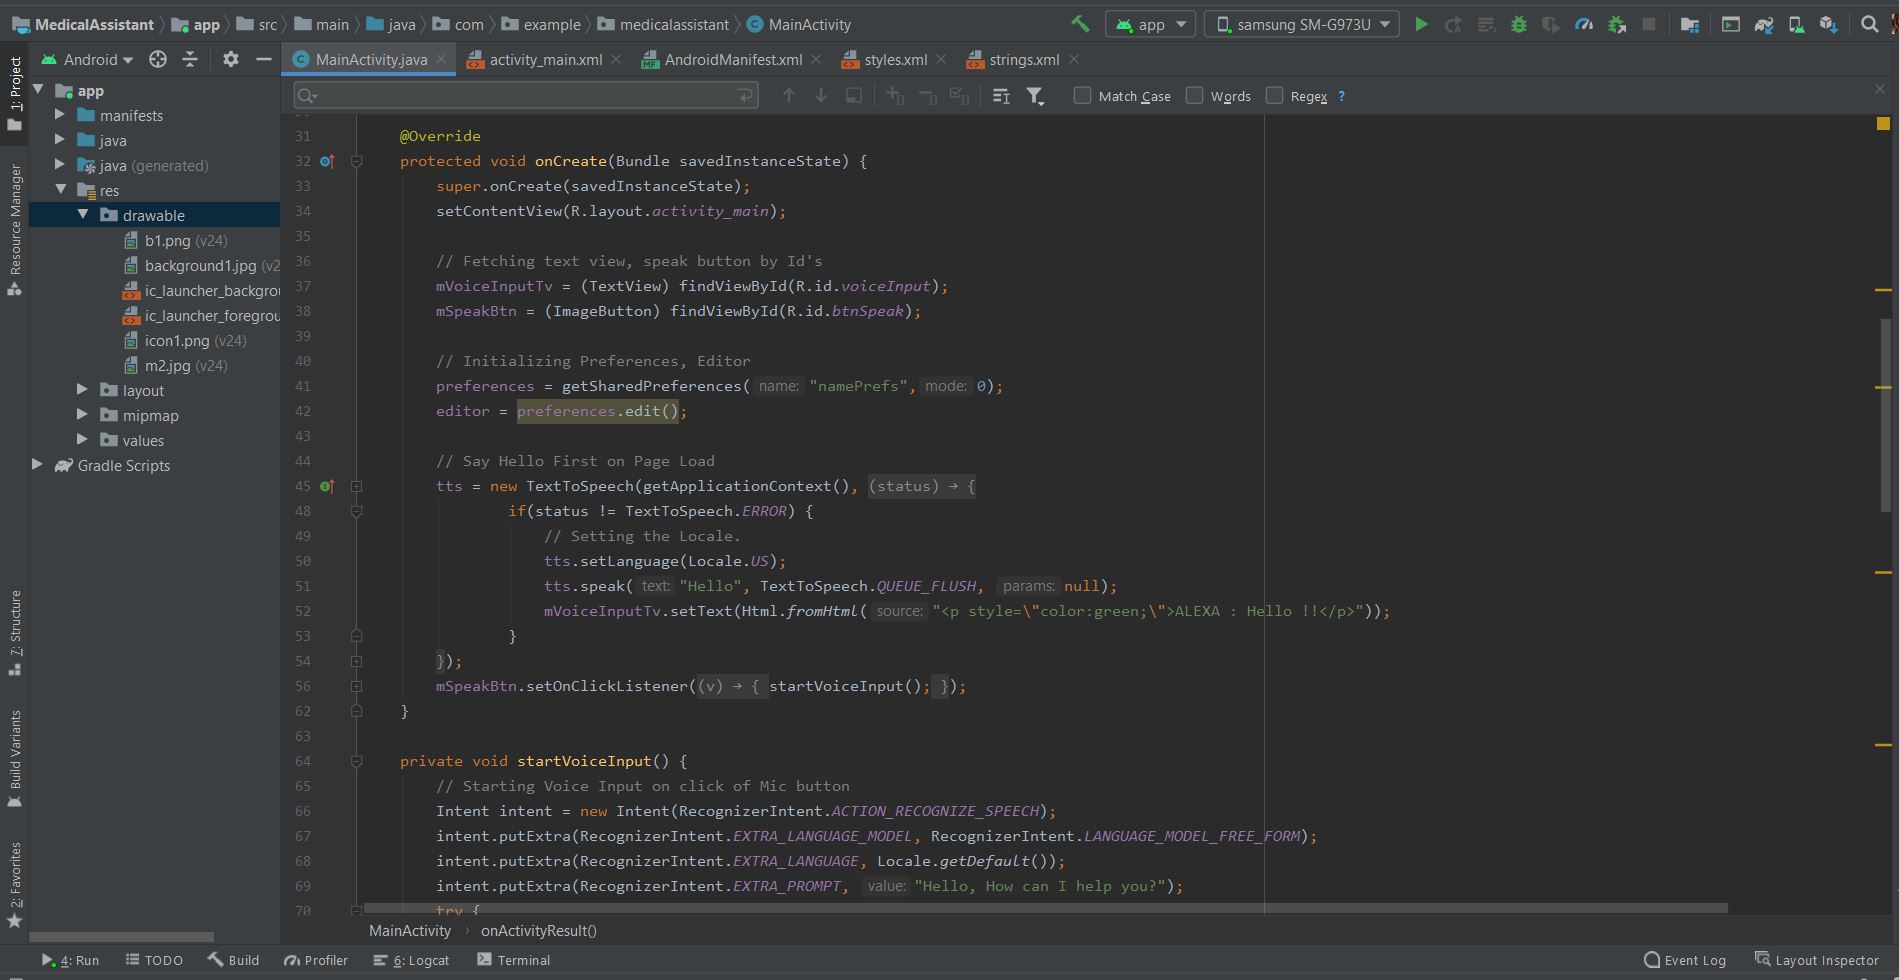 MedicalAssistant app src main java com example medicalassistant MainActivity app samsung SM-G973U
Android MainActivity.java activity_main.xml AndroidManifest.xml styles.xml strings.xml
Match Case Words Regex ?
1: Project
Resource Manager
7: Structure
Build Variants
2: Favorites
app
manifests
java
java (generated)
res
drawable
b1.png (v24)
background1.jpg (v2
ic_launcher_backgrou
ic_launcher_foregrou
icon1.png (v24)
m2.jpg (v24)
layout
mipmap
values
Gradle Scripts
31 @Override
32 protected void onCreate(Bundle savedInstanceState) {
33 super.onCreate(savedInstanceState);
34 setContentView(R.layout.activity_main);
35
36 // Fetching text view, speak button by Id's
37 mVoiceInputTv = (TextView) findViewById(R.id.voiceInput);
38 mSpeakBtn = (ImageButton) findViewById(R.id.btnSpeak);
39
40 // Initializing Preferences, Editor
41 preferences = getSharedPreferences( name: "namePrefs", mode: 0);
42 editor = preferences.edit();
43
44 // Say Hello First on Page Load
45 tts = new TextToSpeech(getApplicationContext(), (status) → {
48 if(status != TextToSpeech.ERROR) {
49 // Setting the Locale.
50 tts.setLanguage(Locale.US);
51 tts.speak( text: "Hello", TextToSpeech.QUEUE_FLUSH, params: null);
52 mVoiceInputTv.setText(Html.fromHtml( source: "<p style=\"color:green;\">ALEXA : Hello !!</p>"));
53 }
54 });
56 mSpeakBtn.setOnClickListener((v) → { startVoiceInput(); });
62 }
63
64 private void startVoiceInput() {
65 // Starting Voice Input on click of Mic button
66 Intent intent = new Intent(RecognizerIntent.ACTION_RECOGNIZE_SPEECH);
67 intent.putExtra(RecognizerIntent.EXTRA_LANGUAGE_MODEL, RecognizerIntent.LANGUAGE_MODEL_FREE_FORM);
68 intent.putExtra(RecognizerIntent.EXTRA_LANGUAGE, Locale.getDefault());
69 intent.putExtra(RecognizerIntent.EXTRA_PROMPT, value: "Hello, How can I help you?");
70 try {
MainActivity › onActivityResult()
4: Run TODO Build Profiler 6: Logcat Terminal Event Log Layout Inspector